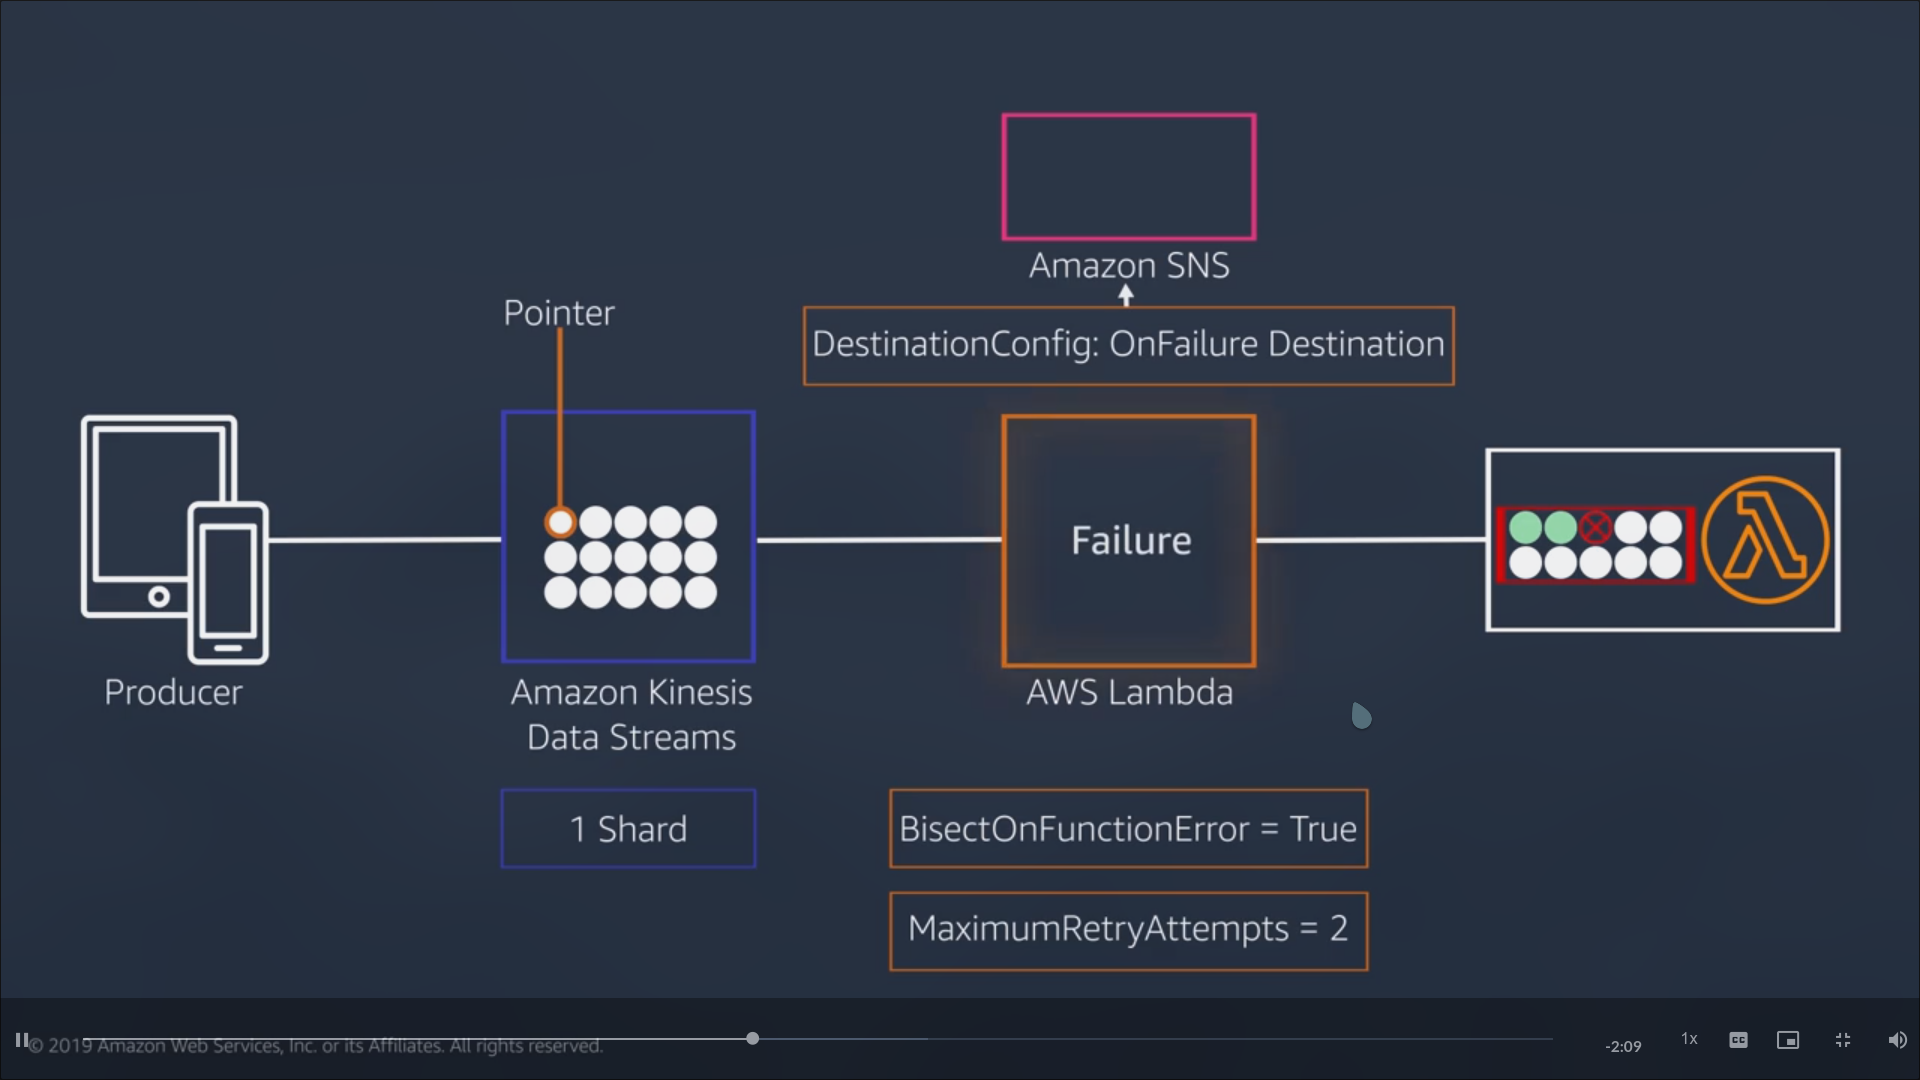 Amazon SNS
Pointer
DestinationConfig: OnFailure Destination
Failure
Producer
Amazon Kinesis
Data Streams
AWS Lambda
1 Shard
BisectOnFunctionError = True
MaximumRetryAttempts = 2
© 2019 Amazon Web Services, Inc. or its Affiliates. All rights reserved.
-2:09
1x
CC